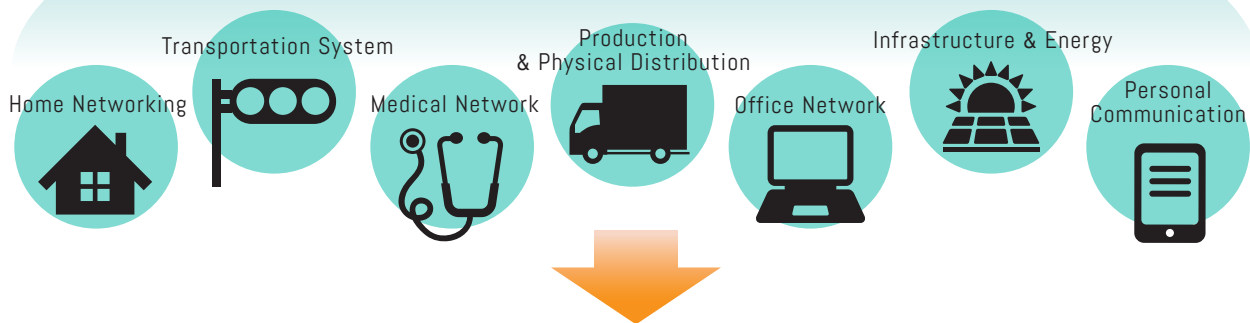 Home Networking
Transportation System
Medical Network
Production
& Physical Distribution
Office Network
Infrastructure & Energy
Personal
Communication